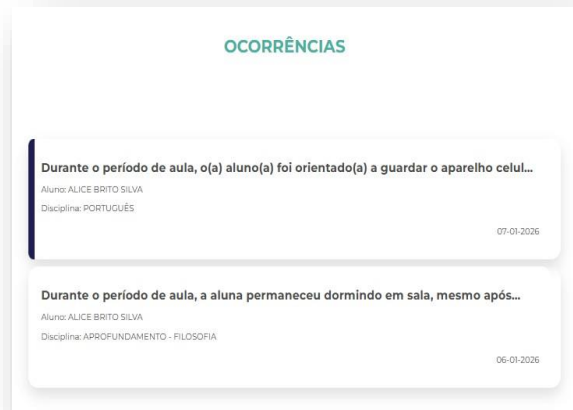 OCORRÊNCIAS
Durante o período de aula, o(a) aluno(a) foi orientado(a) a guardar o aparelho celul...
Aluno: ALICE BRITO SILVA
Disciplina: PORTUGUÊS
07-01-2026
Durante o período de aula, a aluna permaneceu dormindo em sala, mesmo após...
Aluno: ALICE BRITO SILVA
Disciplina: APROFUNDAMENTO - FILOSOFIA
06-01-2026